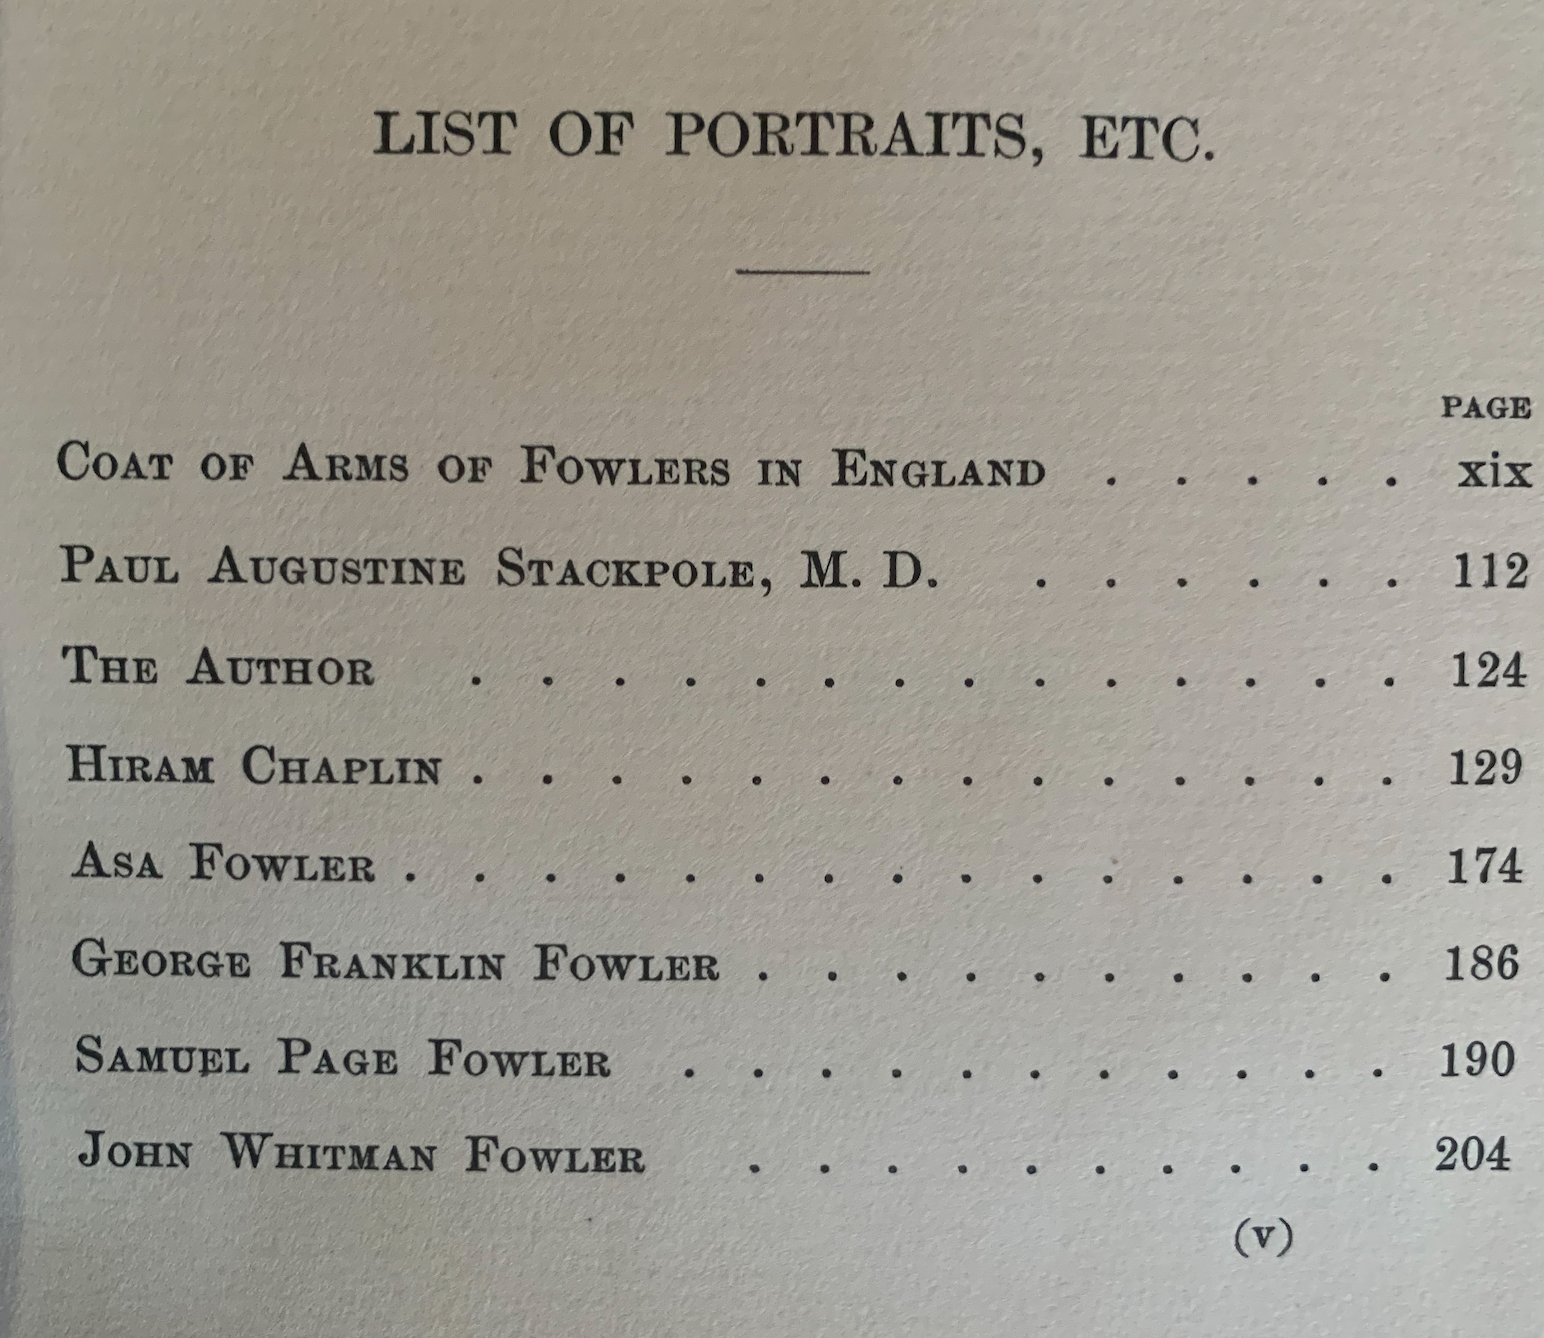 LIST OF PORTRAITS, ETC.
PAGE
COAT OF ARMS OF FOWLERS IN ENGLAND . . . . . xix
PAUL AUGUSTINE STACKPOLE, M. D. . . . . . . 112
THE AUTHOR . . . . . . . . . . . . . . 124
HIRAM CHAPLIN . . . . . . . . . . . . . . 129
ASA FOWLER . . . . . . . . . . . . . . . 174
GEORGE FRANKLIN FOWLER . . . . . . . . . . 186
SAMUEL PAGE FOWLER . . . . . . . . . . . 190
JOHN WHITMAN FOWLER . . . . . . . . . . 204
(v)